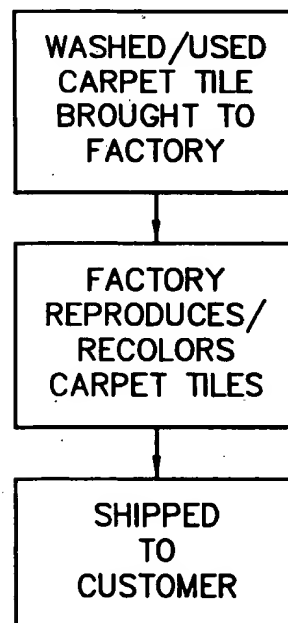 WASHED/USED
CARPET TILE
BROUGHT TO
FACTORY
FACTORY
REPRODUCES/
RECOLORS
CARPET TILES
SHIPPED
TO
CUSTOMER